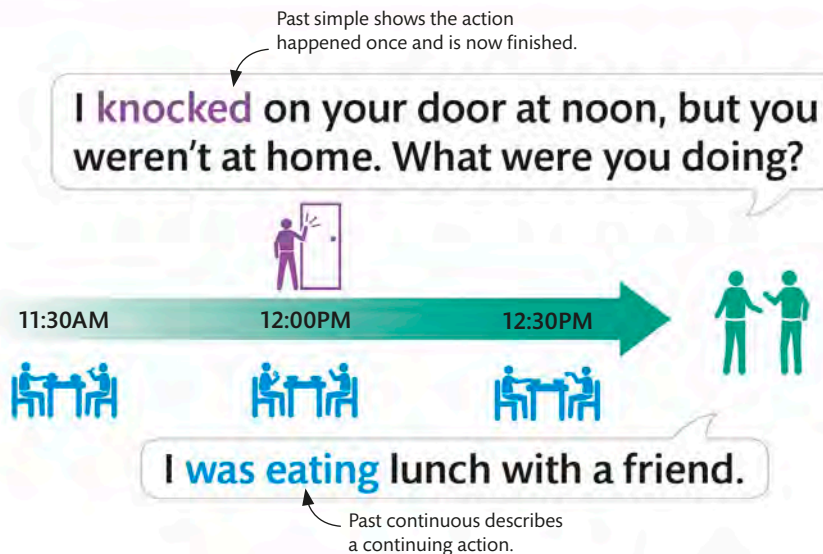 Past simple shows the action
happened once and is now finished.
I knocked on your door at noon, but you
weren't at home. What were you doing?
11:30AM 12:00PM 12:30PM
I was eating lunch with a friend.
Past continuous describes
a continuing action.